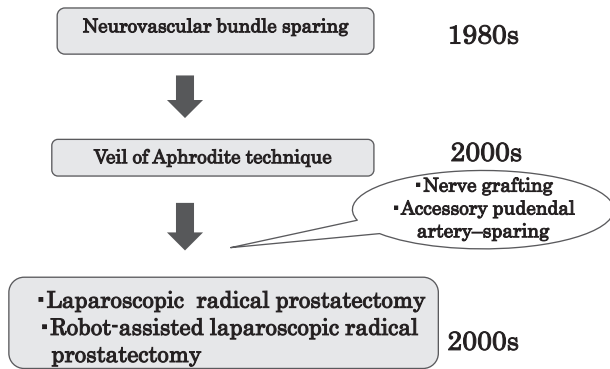 Neurovascular bundle sparing
1980s
Veil of Aphrodite technique
2000s
・Nerve grafting
・Accessory pudendal
artery–sparing
・Laparoscopic radical prostatectomy
・Robot-assisted laparoscopic radical
prostatectomy
2000s